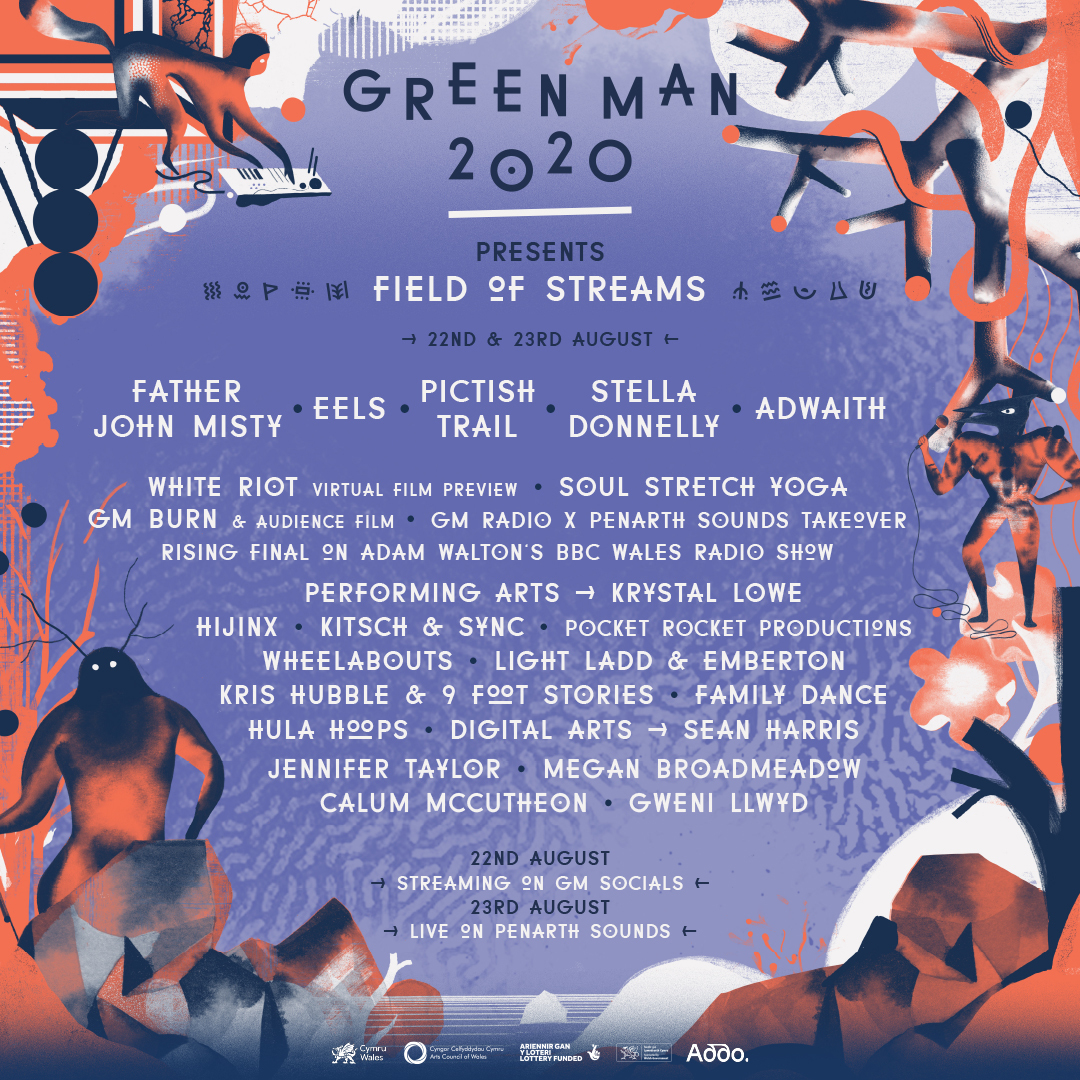 GREEN MAN
2020
PRESENTS
FIELD OF STREAMS
→ 22ND & 23RD AUGUST ←
FATHER JOHN MISTY • EELS • PICTISH TRAIL • STELLA DONNELLY • ADWAITH
WHITE RIOT VIRTUAL FILM PREVIEW • SOUL STRETCH YOGA
GM BURN & AUDIENCE FILM • GM RADIO X PENARTH SOUNDS TAKEOVER
RISING FINAL ON ADAM WALTON'S BBC WALES RADIO SHOW
PERFORMING ARTS → KRYSTAL LOWE
HIJINX • KITSCH & SYNC • POCKET ROCKET PRODUCTIONS
WHEELABOUTS • LIGHT LADD & EMBERTON
KRIS HUBBLE & 9 FOOT STORIES • FAMILY DANCE
HULA HOOPS • DIGITAL ARTS → SEAN HARRIS
JENNIFER TAYLOR • MEGAN BROADMEADOW
CALUM MCCUTHEON • GWENI LLWYD
22ND AUGUST
→ STREAMING ON GM SOCIALS ←
23RD AUGUST
→ LIVE ON PENARTH SOUNDS ←
Cymru
Wales
Cyngor Celfyddydau Cymru
Arts Council of Wales
ARIENNIR GAN
Y LOTERI
LOTTERY FUNDED
Addo.